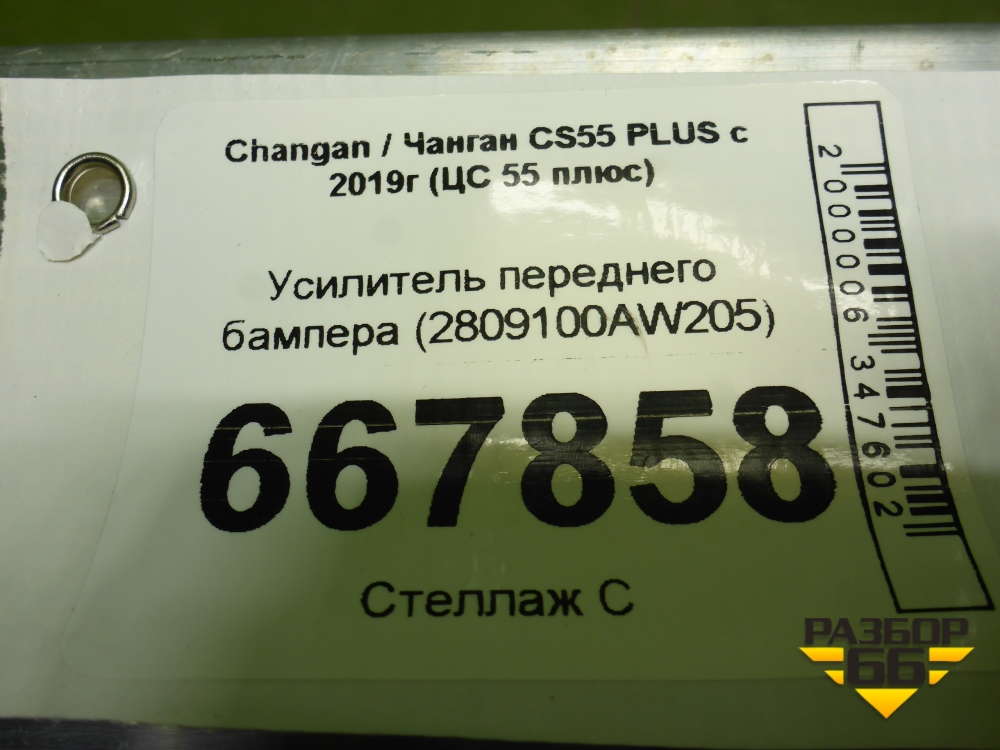 Changan / Чанган CS55 PLUS с
2019г (ЦС 55 плюс)
Усилитель переднего
бампера (2809100AW205)
667858
Стеллаж С
2000006347602
РАЗБОР
66